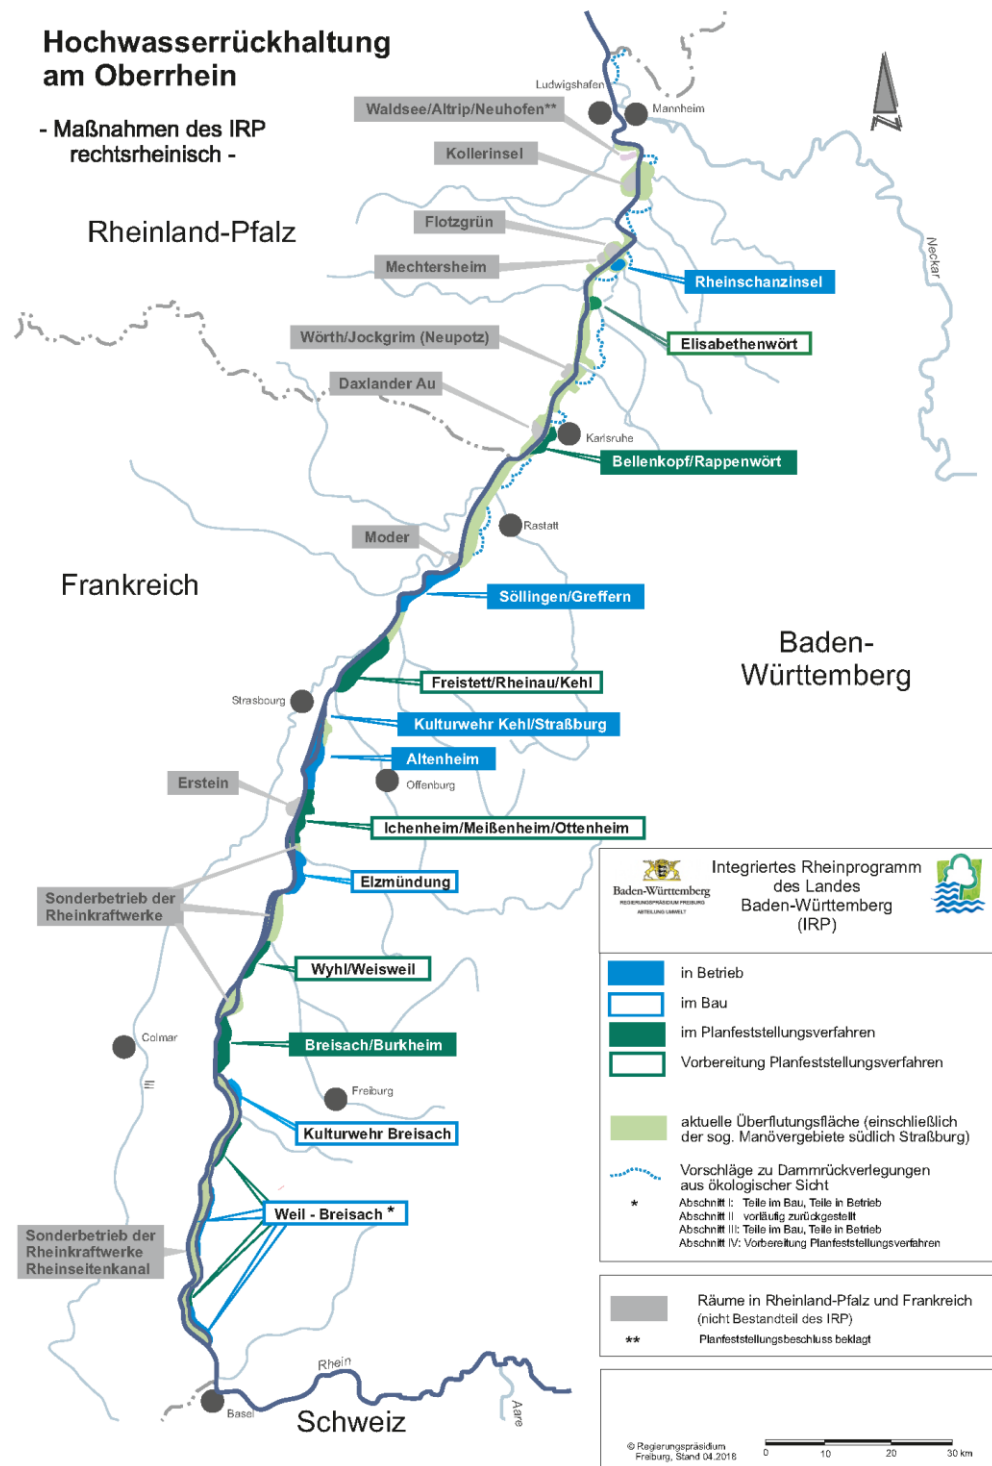 Hochwasserrückhaltung
am Oberrhein
- Maßnahmen des IRP
rechtsrheinisch -
Ludwigshafen
Mannheim
Waldsee/Altrip/Neuhofen**
Kollerinsel
Rheinland-Pfalz
Flotzgrün
Mechtersheim
Neckar
Rheinschanzinsel
Wörth/Jockgrim (Neupotz)
Elisabethenwört
Daxlander Au
Karlsruhe
Bellenkopf/Rappenwört
Rastatt
Moder
Frankreich
Söllingen/Greffern
Baden-
Württemberg
Freistett/Rheinau/Kehl
Strasbourg
Kulturwehr Kehl/Straßburg
Altenheim
Erstein
Offenburg
Ichenheim/Meißenheim/Ottenheim
Elzmündung
Sonderbetrieb der
Rheinkraftwerke
Wyhl/Weisweil
Colmar
Breisach/Burkheim
Ill
Freiburg
Kulturwehr Breisach
Weil - Breisach *
Sonderbetrieb der
Rheinkraftwerke
Rheinseitenkanal
Rhein
Basel
Schweiz
Aare
Baden-Württemberg
REGIERUNGSPRÄSIDIUM FREIBURG
ABTEILUNG UMWELT
Integriertes Rheinprogramm
des Landes
Baden-Württemberg
(IRP)
in Betrieb
im Bau
im Planfeststellungsverfahren
Vorbereitung Planfeststellungsverfahren
aktuelle Überflutungsfläche (einschließlich
der sog. Manövergebiete südlich Straßburg)
Vorschläge zu Dammrückverlegungen
aus ökologischer Sicht
* Abschnitt I: Teile im Bau, Teile in Betrieb
Abschnitt II vorläufig zurückgestellt
Abschnitt III: Teile im Bau, Teile in Betrieb
Abschnitt IV: Vorbereitung Planfeststellungsverfahren
Räume in Rheinland-Pfalz und Frankreich
(nicht Bestandteil des IRP)
** Planfeststellungsbeschluss beklagt
© Regierungspräsidium
Freiburg, Stand 04.2018
0 10 20 30 km
N